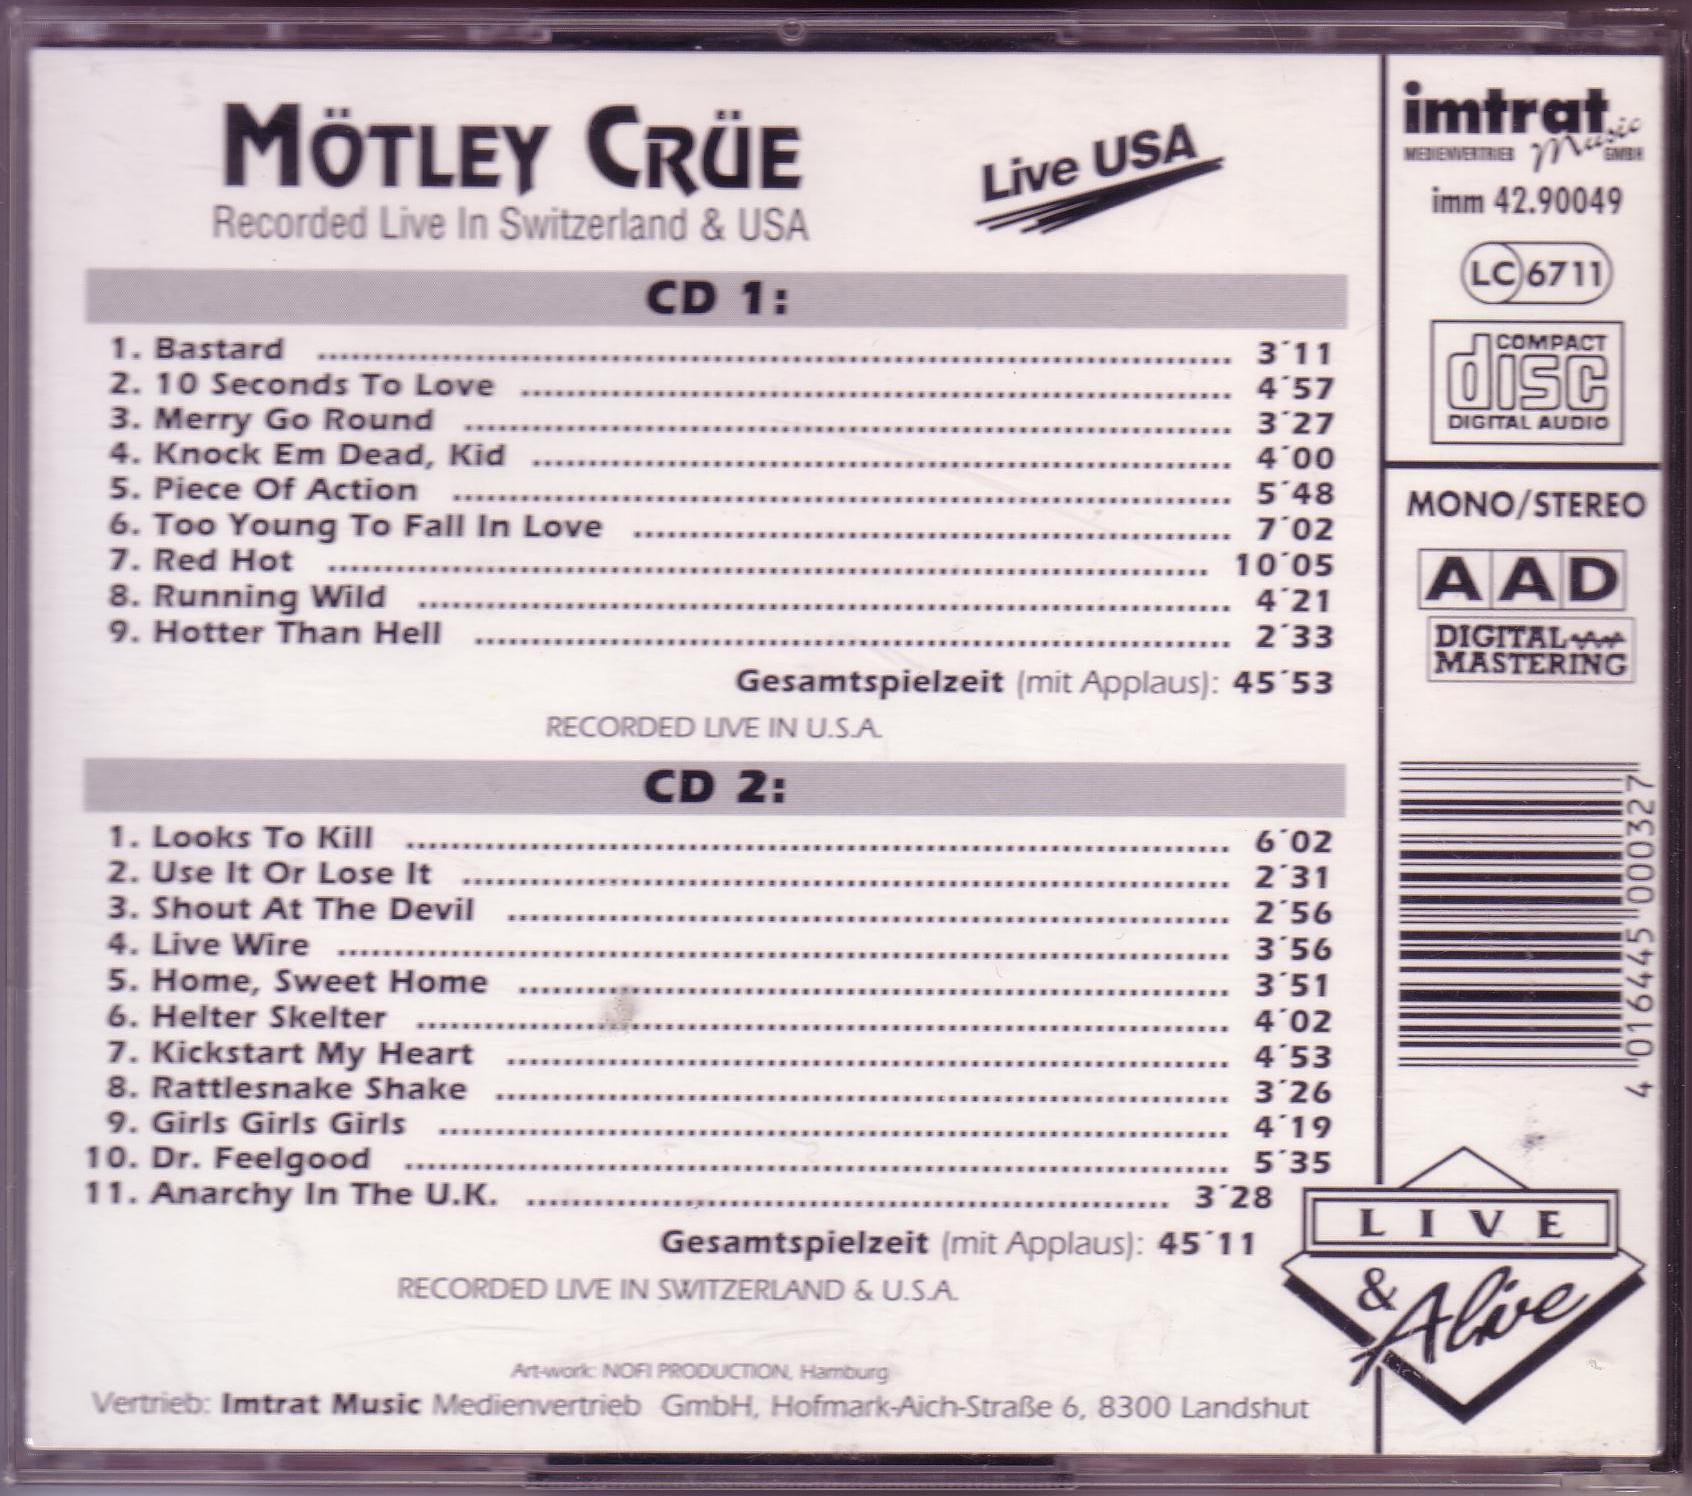 MÖTLEY CRÜE
Recorded Live In Switzerland & USA
Live USA
CD 1:
1. Bastard ........ 3´11
2. 10 Seconds To Love ........ 4´57
3. Merry Go Round ........ 3´27
4. Knock Em Dead, Kid ........ 4´00
5. Piece Of Action ........ 5´48
6. Too Young To Fall In Love ........ 7´02
7. Red Hot ........ 10´05
8. Running Wild ........ 4´21
9. Hotter Than Hell ........ 2´33
Gesamtspielzeit (mit Applaus): 45´53
RECORDED LIVE IN U.S.A.
CD 2:
1. Looks To Kill ........ 6´02
2. Use It Or Lose It ........ 2´31
3. Shout At The Devil ........ 2´56
4. Live Wire ........ 3´56
5. Home, Sweet Home ........ 3´51
6. Helter Skelter ........ 4´02
7. Kickstart My Heart ........ 4´53
8. Rattlesnake Shake ........ 3´26
9. Girls Girls Girls ........ 4´19
10. Dr. Feelgood ........ 5´35
11. Anarchy In The U.K. ........ 3´28
Gesamtspielzeit (mit Applaus): 45´11
RECORDED LIVE IN SWITZERLAND & U.S.A.
Art-work: NOFI PRODUCTION, Hamburg
Vertrieb: Imtrat Music Medienvertrieb GmbH, Hofmark-Aich-Straße 6, 8300 Landshut
imtrat
MEDIENVERTRIEB Music GMBH
imm 42.90049
LC 6711
COMPACT
disc
DIGITAL AUDIO
MONO/STEREO
AAD
DIGITAL
MASTERING
4 016445 000327
LIVE
& Alive